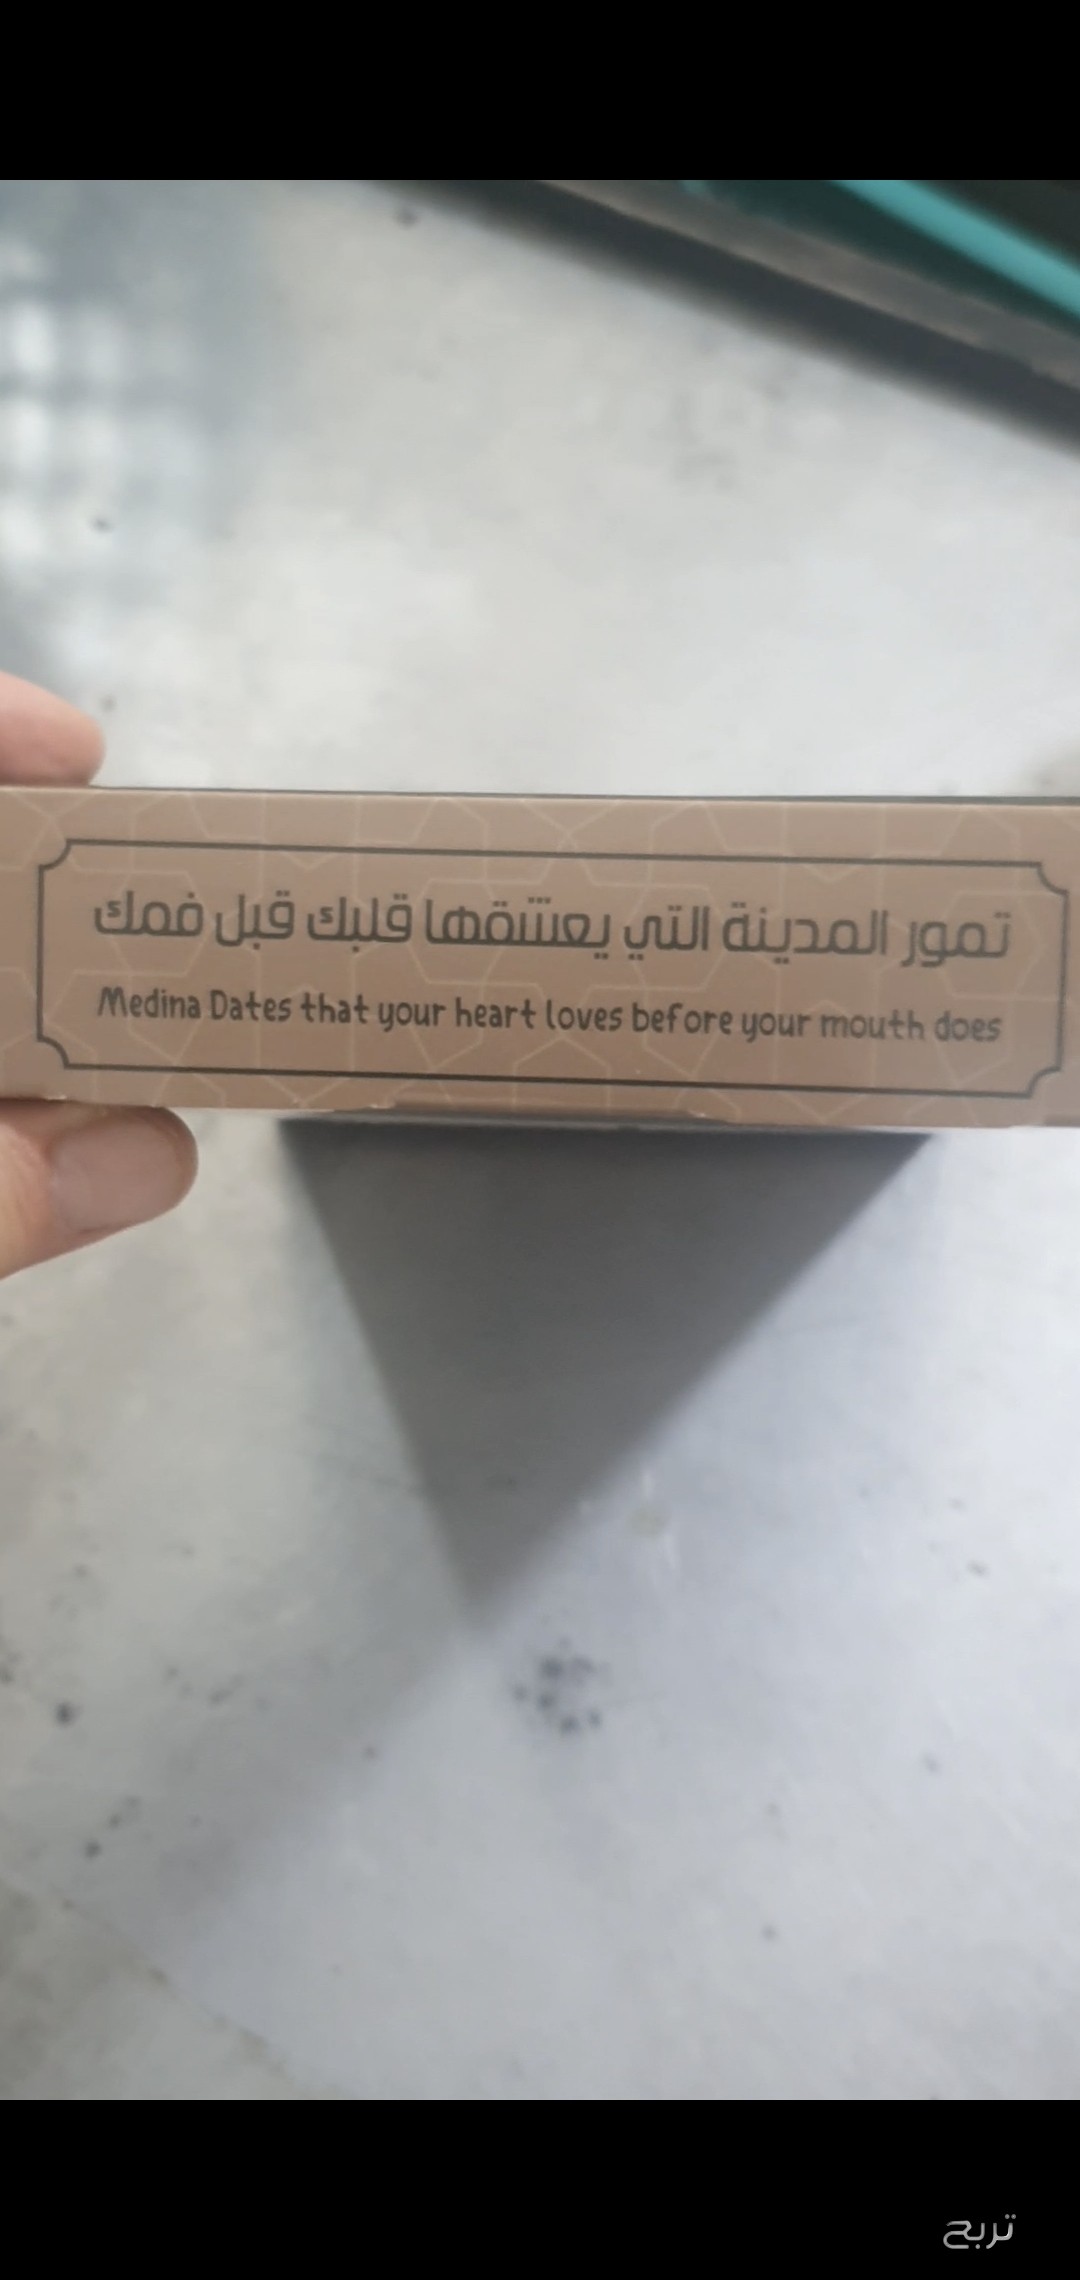 تمور المدينة التي يعشقها قلبك قبل فمك
Medina Dates that your heart loves before your mouth does
تربح